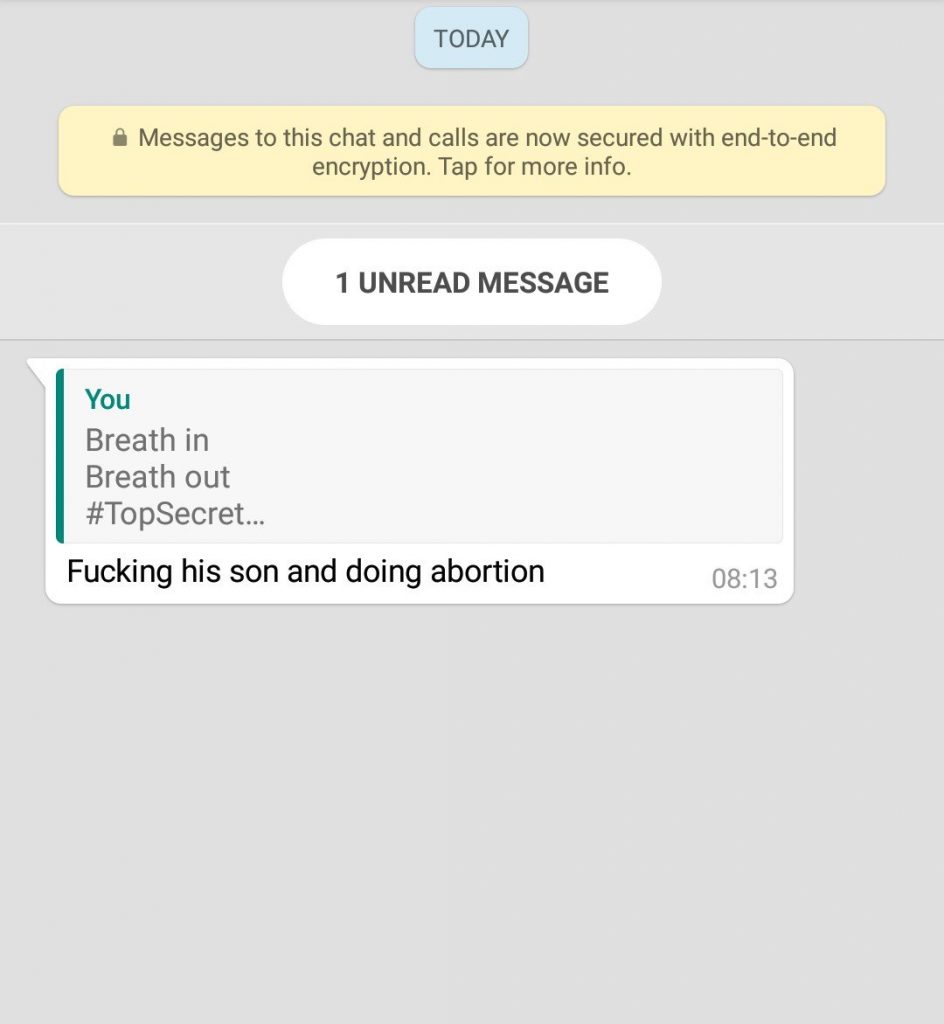 TODAY
Messages to this chat and calls are now secured with end-to-end
encryption. Tap for more info.
1 UNREAD MESSAGE
You
Breath in
Breath out
#TopSecret...
Fucking his son and doing abortion
08:13